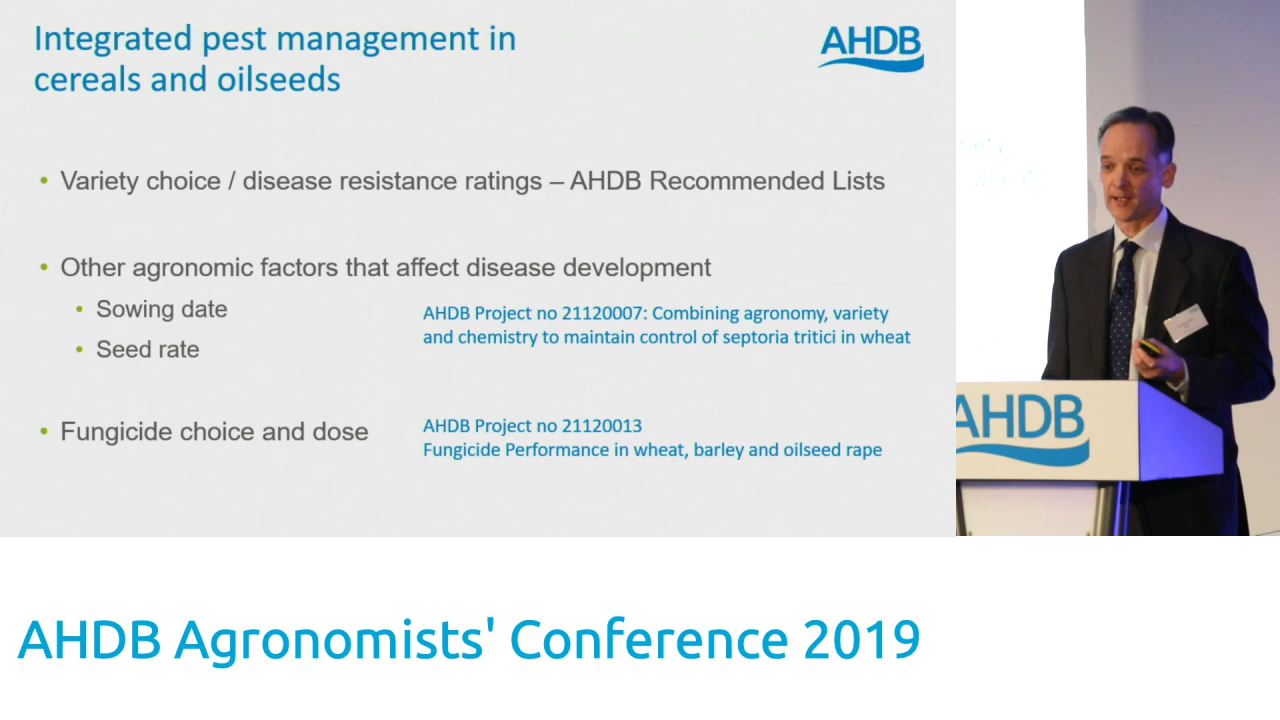 Integrated pest management in
cereals and oilseeds
AHDB
• Variety choice / disease resistance ratings – AHDB Recommended Lists
• Other agronomic factors that affect disease development
• Sowing date
• Seed rate
AHDB Project no 21120007: Combining agronomy, variety
and chemistry to maintain control of septoria tritici in wheat
• Fungicide choice and dose
AHDB Project no 21120013
Fungicide Performance in wheat, barley and oilseed rape
AHDB
AHDB Agronomists' Conference 2019